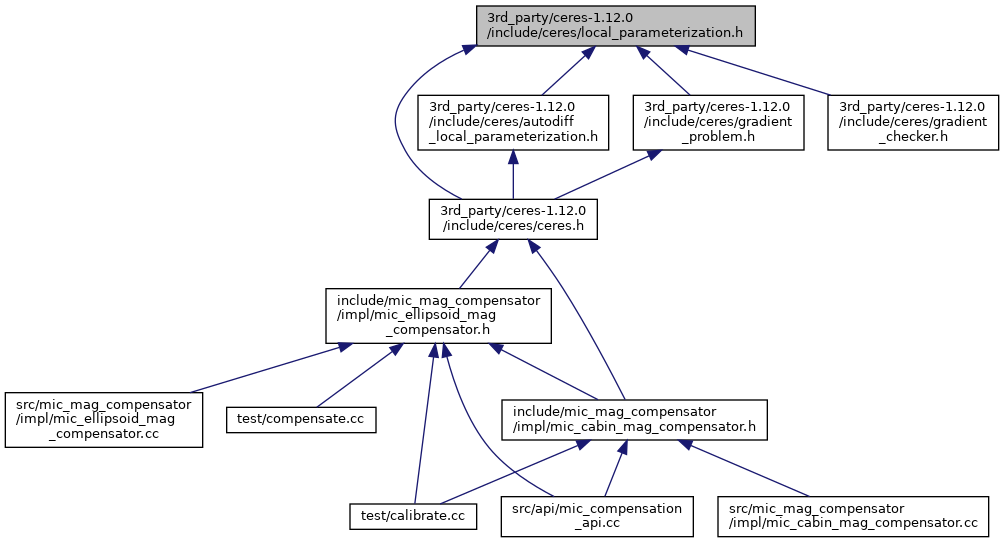 3rd_party/ceres-1.12.0
/include/ceres/local_parameterization.h
3rd_party/ceres-1.12.0
/include/ceres/autodiff
_local_parameterization.h
3rd_party/ceres-1.12.0
/include/ceres/gradient
_problem.h
3rd_party/ceres-1.12.0
/include/ceres/gradient
_checker.h
3rd_party/ceres-1.12.0
/include/ceres/ceres.h
include/mic_mag_compensator
/impl/mic_ellipsoid_mag
_compensator.h
src/mic_mag_compensator
/impl/mic_ellipsoid_mag
_compensator.cc
test/compensate.cc
include/mic_mag_compensator
/impl/mic_cabin_mag_compensator.h
test/calibrate.cc
src/api/mic_compensation
_api.cc
src/mic_mag_compensator
/impl/mic_cabin_mag_compensator.cc